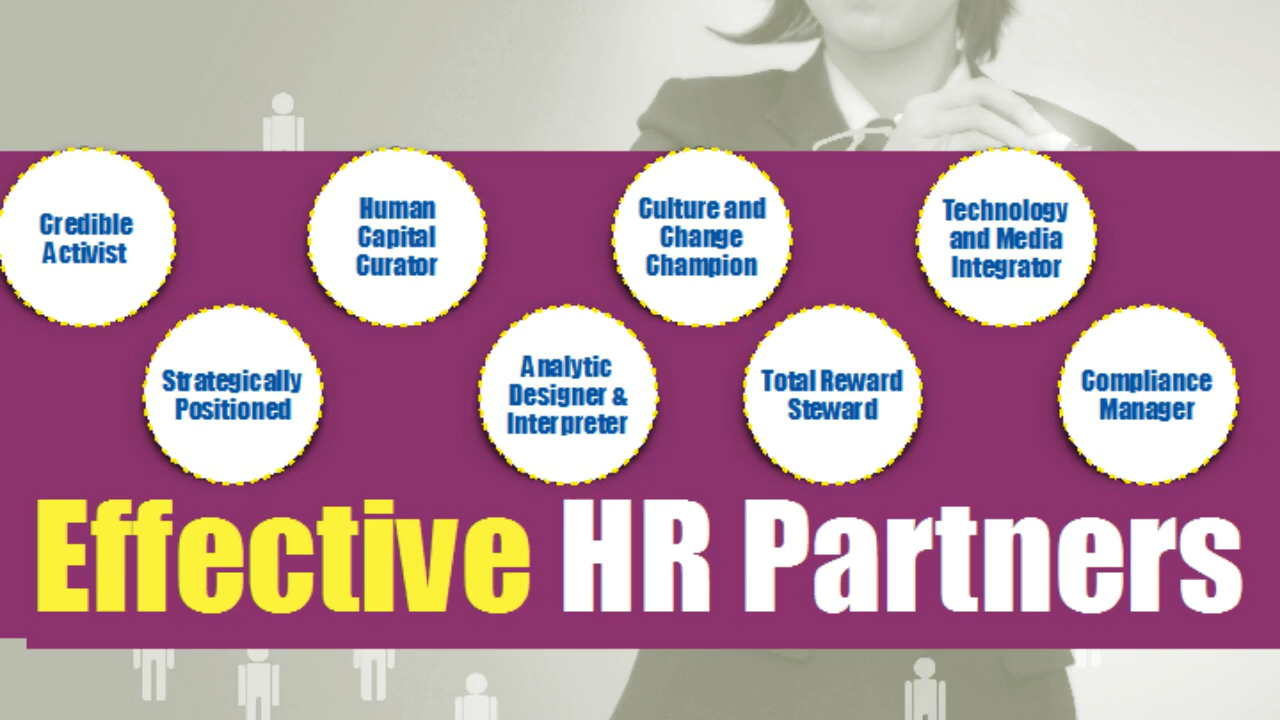 Credible
Activist
Human
Capital
Curator
Culture and
Change
Champion
Technology
and Media
Integrator
Strategically
Positioned
Analytic
Designer &
Interpreter
Total Reward
Steward
Compliance
Manager
Effective HR Partners